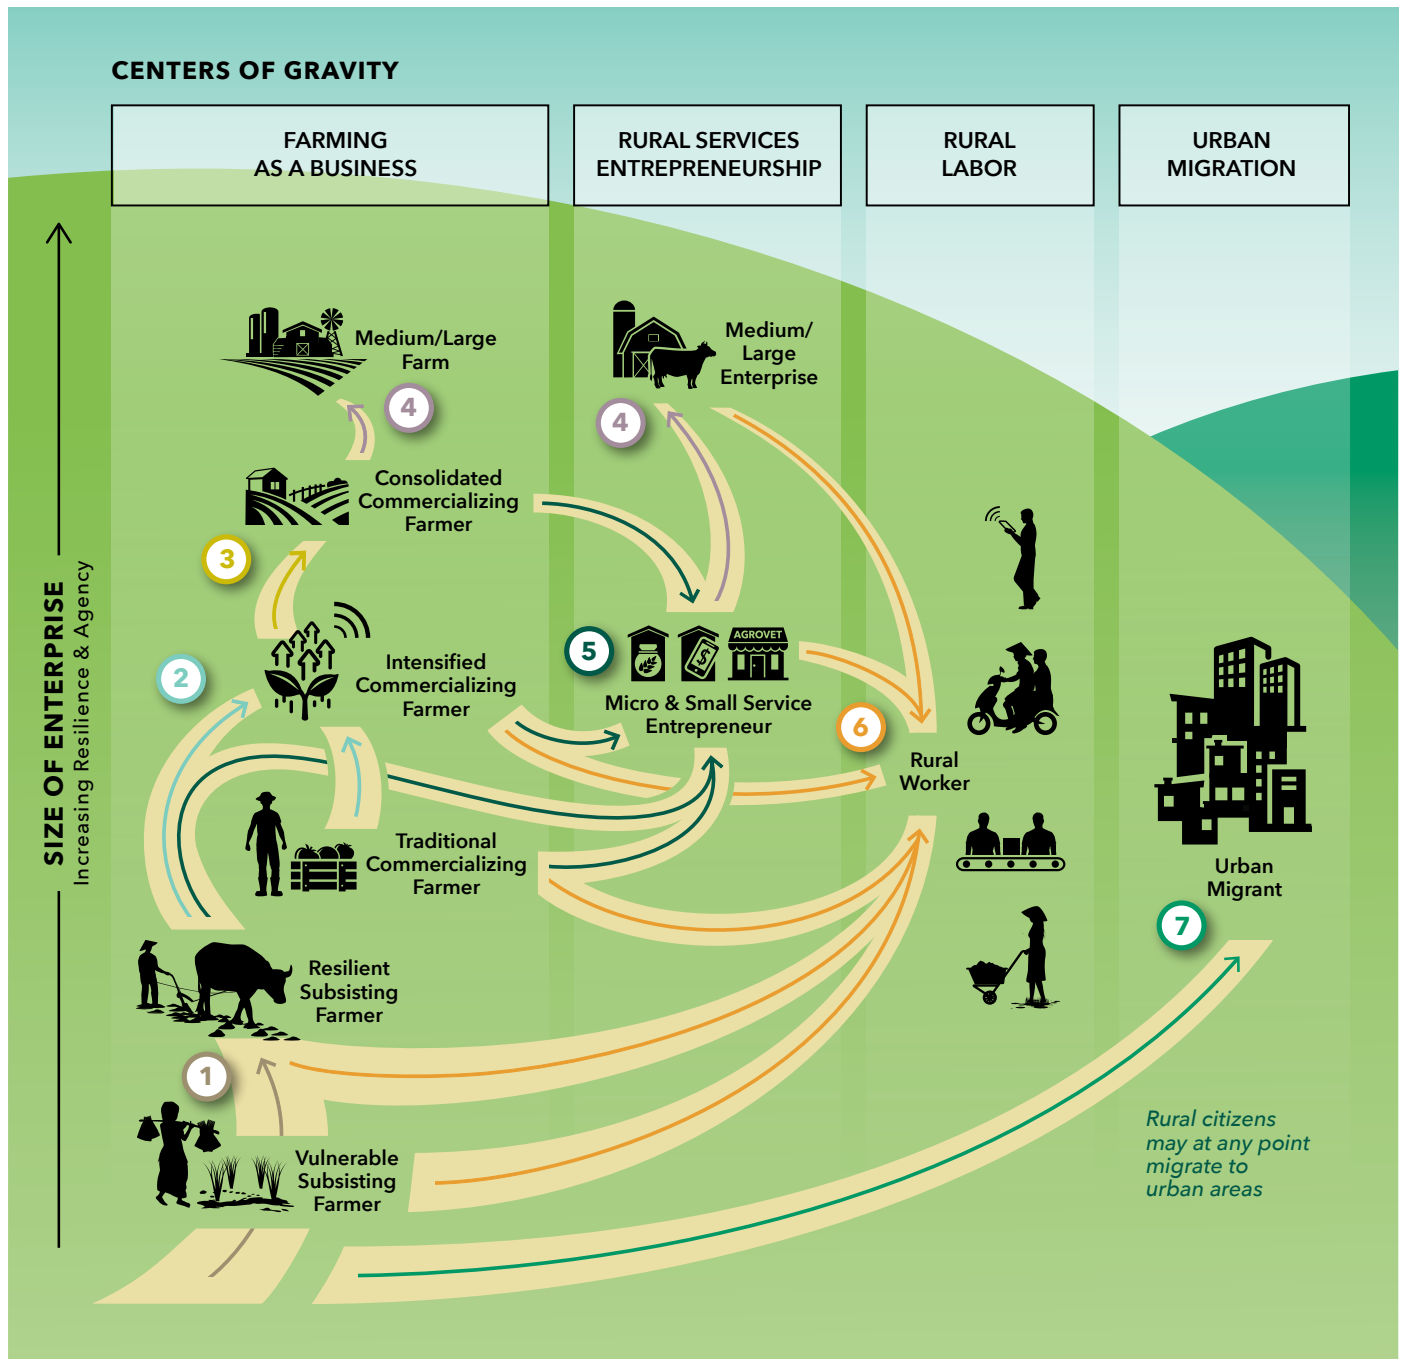 CENTERS OF GRAVITY
FARMING
AS A BUSINESS
RURAL SERVICES
ENTREPRENEURSHIP
RURAL
LABOR
URBAN
MIGRATION
SIZE OF ENTERPRISE
Increasing Resilience & Agency
Medium/Large
Farm
4
Medium/
Large
Enterprise
4
Consolidated
Commercializing
Farmer
3
Intensified
Commercializing
Farmer
2
5
AGROVET
$
Micro & Small Service
Entrepreneur
6
Rural
Worker
Traditional
Commercializing
Farmer
Urban
Migrant
7
Resilient
Subsisting
Farmer
1
Vulnerable
Subsisting
Farmer
Rural citizens
may at any point
migrate to
urban areas